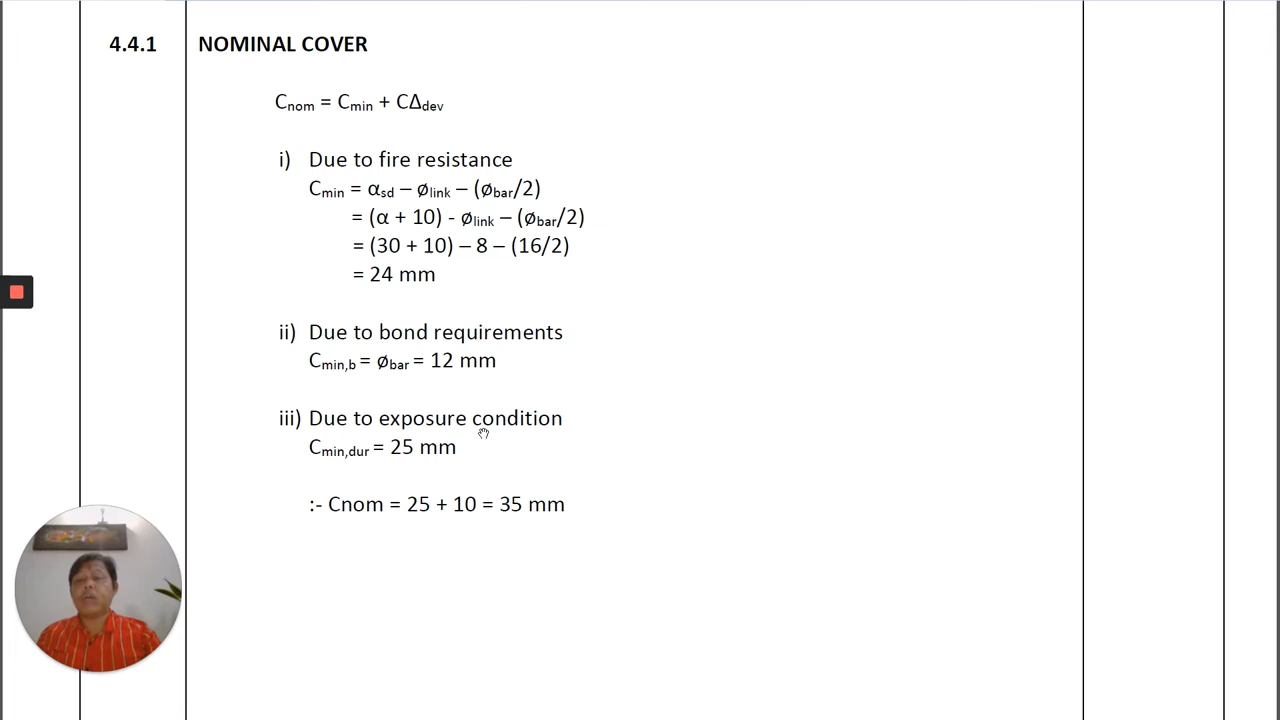 4.4.1 NOMINAL COVER
Cnom = Cmin + CΔdev
i) Due to fire resistance
Cmin = αsd – ølink – (øbar/2)
= (α + 10) - ølink – (øbar/2)
= (30 + 10) – 8 – (16/2)
= 24 mm
ii) Due to bond requirements
Cmin,b = øbar = 12 mm
iii) Due to exposure condition
Cmin,dur = 25 mm
:- Cnom = 25 + 10 = 35 mm